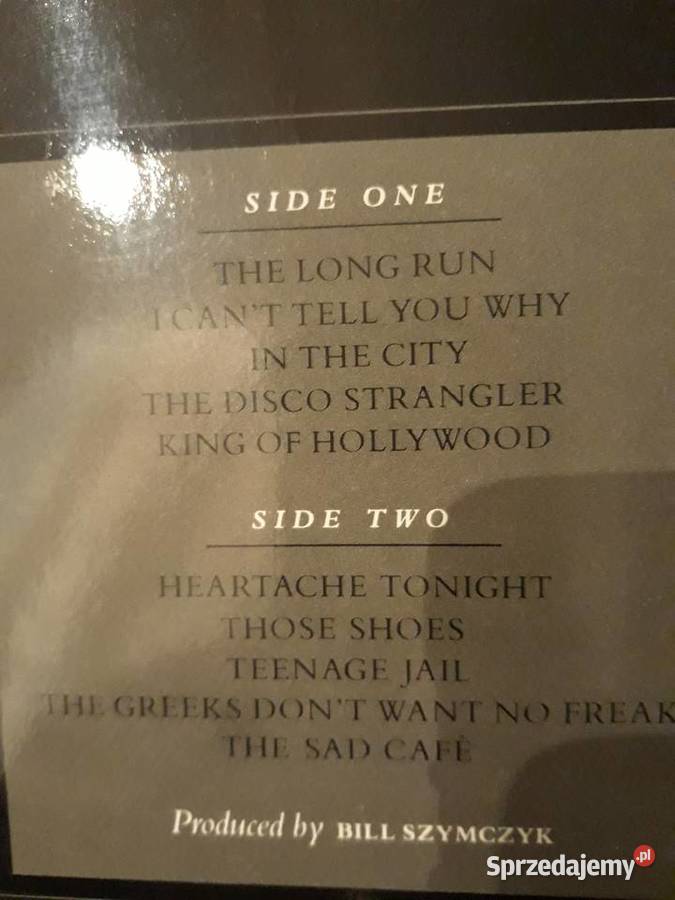 SIDE ONE
THE LONG RUN
I CAN'T TELL YOU WHY
IN THE CITY
THE DISCO STRANGLER
KING OF HOLLYWOOD
SIDE TWO
HEARTACHE TONIGHT
THOSE SHOES
TEENAGE JAIL
THE GREEKS DON'T WANT NO FREAK
THE SAD CAFÉ
Produced by BILL SZYMCZYK
Sprzedajemy.pl